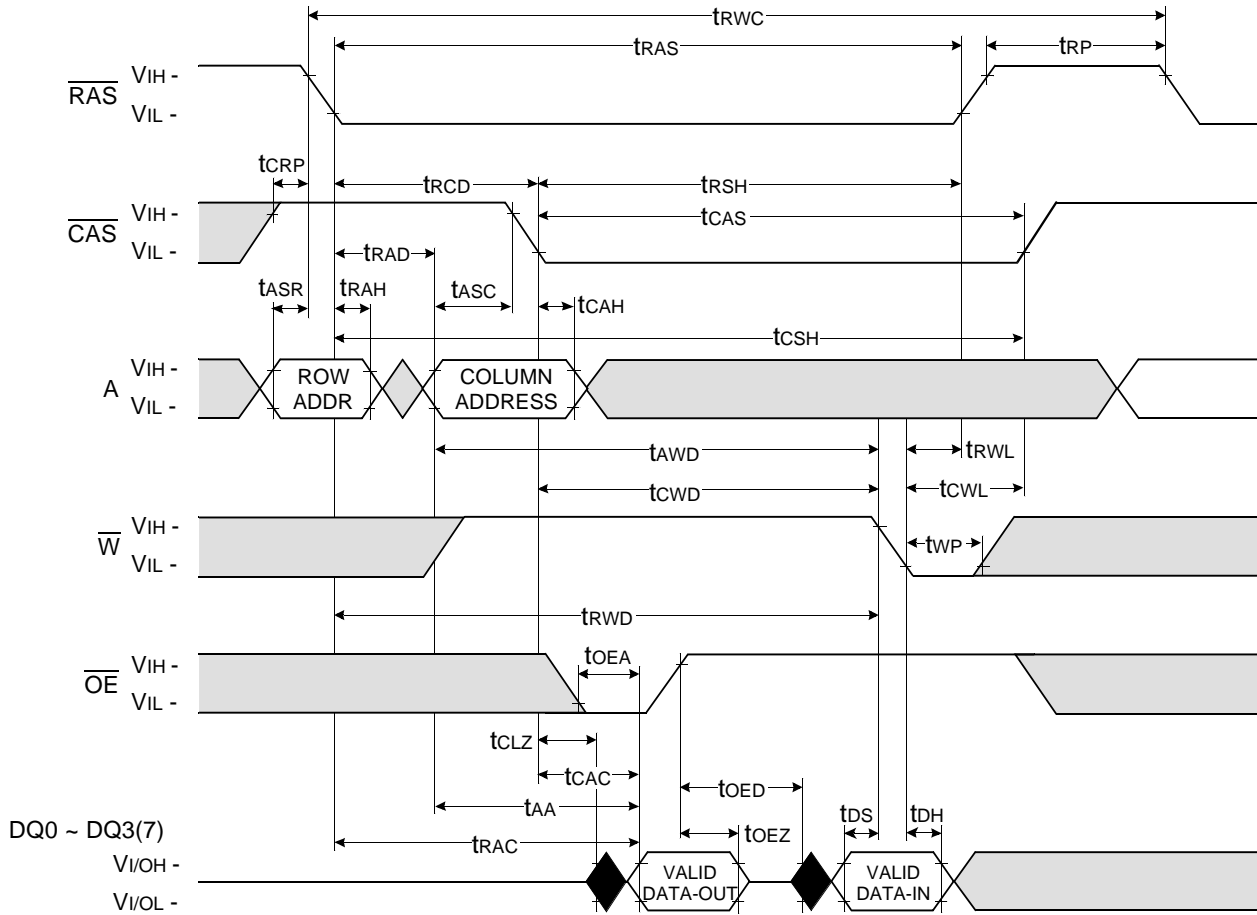 tRWC
tRAS
tRP
RAS
VIH -
VIL -
tCRP
tRCD
tRSH
CAS
VIH -
VIL -
tCAS
tRAD
tASR
tRAH
tASC
tCAH
tCSH
A
VIH -
VIL -
ROW
ADDR
COLUMN
ADDRESS
tAWD
tRWL
tCWD
tCWL
W
VIH -
VIL -
tWP
tRWD
OE
VIH -
VIL -
tOEA
tCLZ
tCAC
tOED
tAA
tDS
tDH
DQ0 ~ DQ3(7)
tRAC
tOEZ
VI/OH -
VI/OL -
VALID
DATA-OUT
VALID
DATA-IN